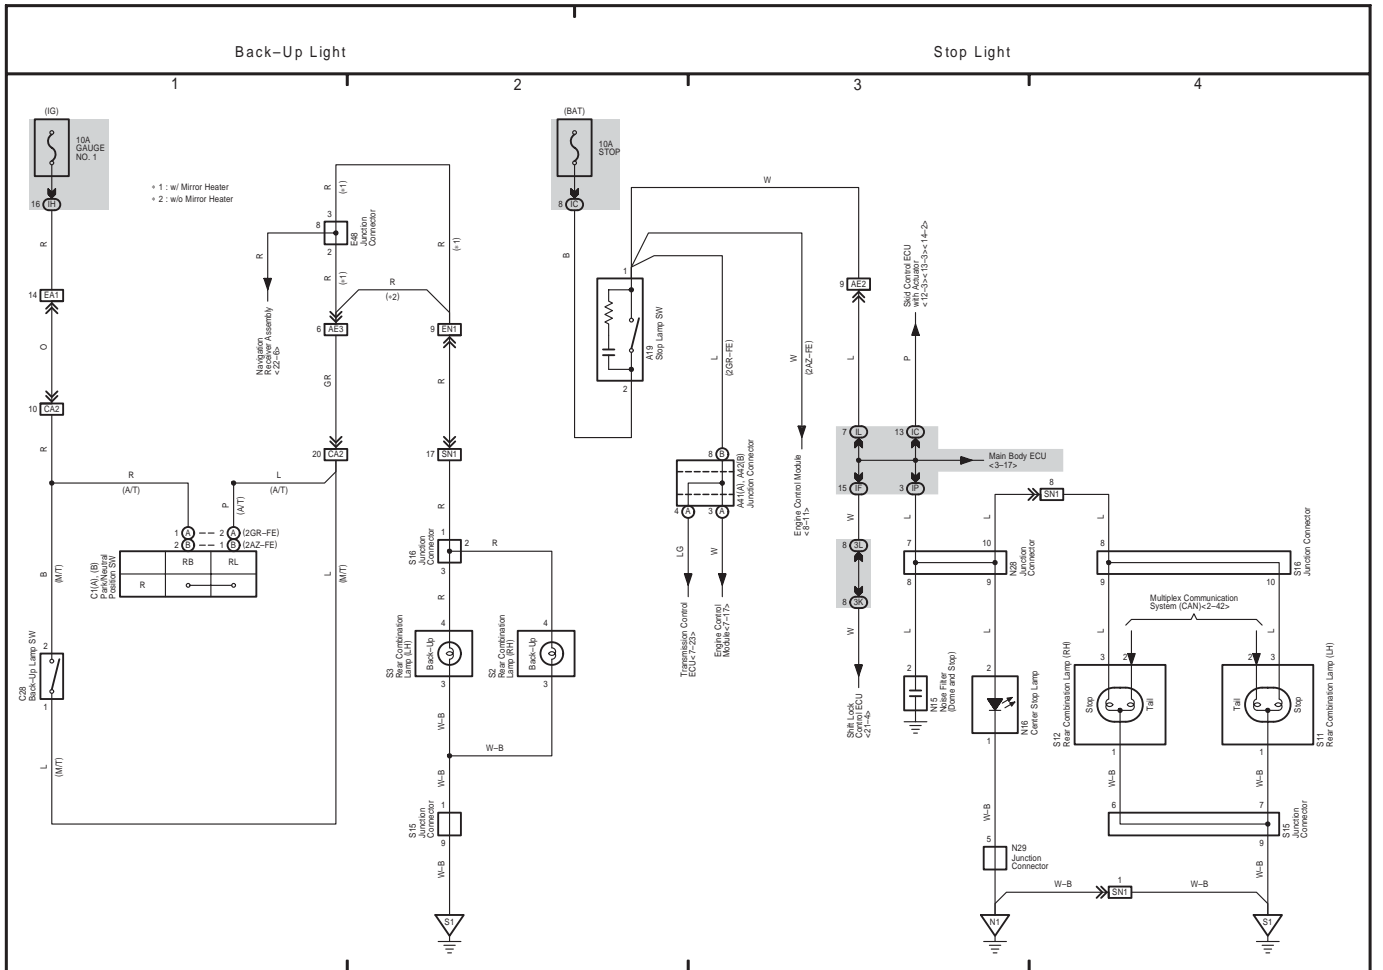 Back–Up Light
Stop Light
1
2
3
4
(IG)
10A
GAUGE
NO. 1
16 IH
∗ 1 : w/ Mirror Heater
∗ 2 : w/o Mirror Heater
R
14 EA1
O
10 CA2
R
R
(A/T)
L
(A/T)
P
(A/T)
1 A
2 A (2GR–FE)
2 B
1 B (2AZ–FE)
C1(A), (B)
Park/Neutral
Position SW
RB
RL
R
B
(M/T)
L
(M/T)
2
C28
Back–Up Lamp SW
1
L
(M/T)
R
(∗1)
3
8
E48
Junction
Connector
2
R
Navigation
Receiver Assembly
<22–6>
R
(∗1)
R
(∗2)
R
(∗1)
6 AE3
9 EN1
GR
R
20 CA2
17 SN1
R
1
S16
Junction
Connector
2
R
3
R
4
S3
Rear Combination
Lamp (LH)
Back–Up
3
4
S2
Rear Combination
Lamp (RH)
Back–Up
3
W–B
W–B
W–B
1
S15
Junction
Connector
9
W–B
S1
(BAT)
10A
STOP
8 IC
B
W
1
A19
Stop Lamp SW
2
L
(2GR–FE)
W
(2AZ–FE)
8 B
A41(A), A42(B)
Junction Connector
4 A
3 A
LG
W
Transmission Control
ECU<7–23>
Engine Control
Module<7–17>
Engine Control Module
<8–11>
9 AE2
L
Skid Control ECU
with Actuator
<12–3><13–3><14–2>
P
7 IL
13 IC
Main Body ECU
<3–17>
15 IF
3 IP
W
8 3L
8 3K
W
Shift Lock
Control ECU
<21–4>
L
L
7
10
N28
Junction
Connector
8
9
L
L
2
N15
Noise Filter
(Dome and Stop)
2
N16
Center Stop Lamp
1
W–B
5
N29
Junction
Connector
N1
8
SN1
L
8
S16
Junction Connector
9
10
Multiplex Communication
System (CAN)<2–42>
L
L
3
2
2
3
S12
Rear Combination Lamp (RH)
Stop
Tail
1
Tail
Stop
S11
Rear Combination Lamp (LH)
1
W–B
W–B
6
7
S15
Junction
Connector
9
W–B
W–B
1
SN1
W–B
S1